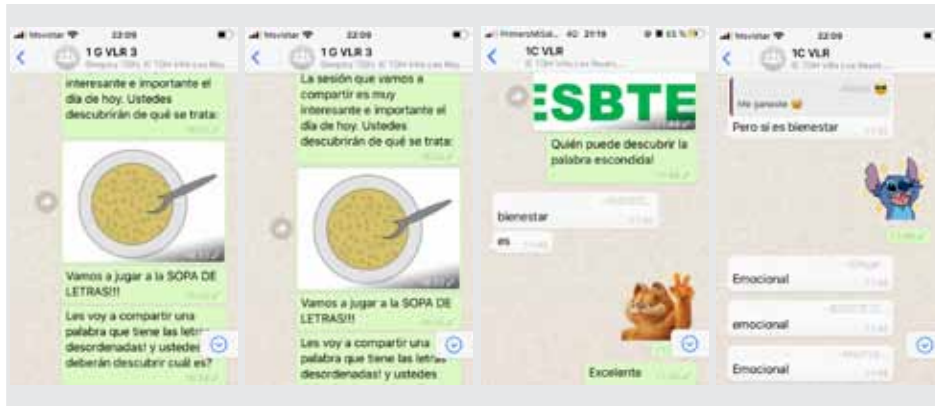 Movistar 22:09
1 G VLR 3
interesante e importante el
día de hoy. Ustedes
descubrirán de qué se trata:
Vamos a jugar a la SOPA DE
LETRAS!!!
Les voy a compartir una
palabra que tiene las letras
desordenadas! y ustedes
deberán descubrir cuál es?
Movistar 22:09
1 G VLR 3
La sesión que vamos a
compartir es muy
interesante e importante el
día de hoy. Ustedes
descubrirán de qué se trata:
Vamos a jugar a la SOPA DE
LETRAS!!!
Les voy a compartir una
palabra que tiene las letras
desordenadas! y ustedes
4G 21:19
1C VLR
ESBTE
Quién puede descubrir la
palabra escondida!
bienestar
es
Excelente
Movistar 22:09
1C VLR
Me ganaste
Pero si es bienestar
Emocional
emocional
Emocional